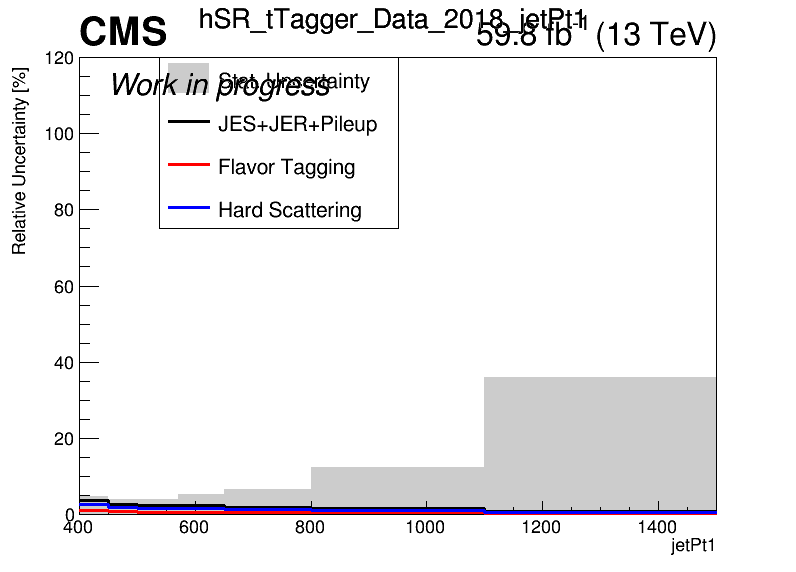 hSR_tTagger_Data_2018_jetPt1
CMS
59.8 fb-1 (13 TeV)
Work in progress
Stat. Uncertainty
JES+JER+Pileup
Flavor Tagging
Hard Scattering
Relative Uncertainty [%]
120
100
80
60
40
20
0
400 600 800 1000 1200 1400
jetPt1